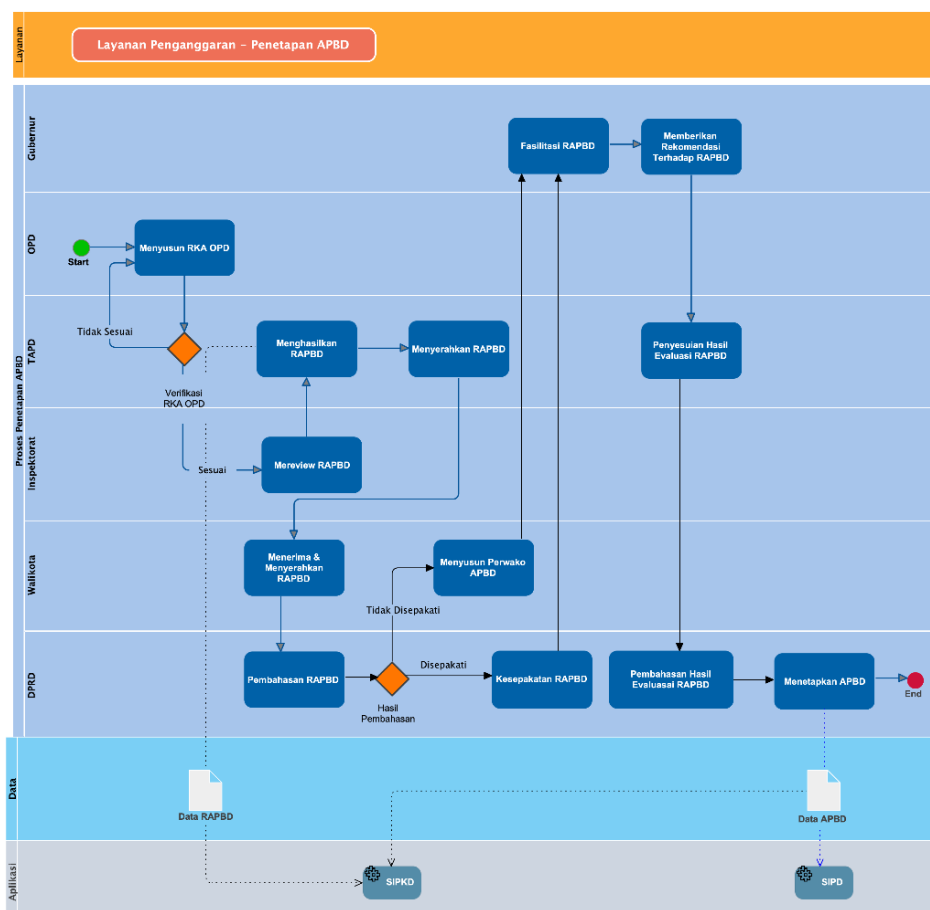 Layanan
Layanan Penganggaran – Penetapan APBD
Proses Penetapan APBD
Gubernur
Fasilitasi RAPBD
Memberikan
Rekomendasi
Terhadap RAPBD
OPD
Start
Menyusun RKA OPD
Tidak Sesuai
TAPD
Verifikasi
RKA OPD
Menghasilkan
RAPBD
Menyerahkan RAPBD
Penyesuian Hasil
Evaluasi RAPBD
Inspektorat
Sesuai
Mereview RAPBD
Walikota
Menerima &
Menyerahkan
RAPBD
Menyusun Perwako
APBD
Tidak Disepakati
DPRD
Pembahasan RAPBD
Hasil
Pembahasan
Disepakati
Kesepakatan RAPBD
Pembahasan Hasil
Evaluasai RAPBD
Menetapkan APBD
End
Data
Data RAPBD
Data APBD
Aplikasi
SIPKD
SIPD